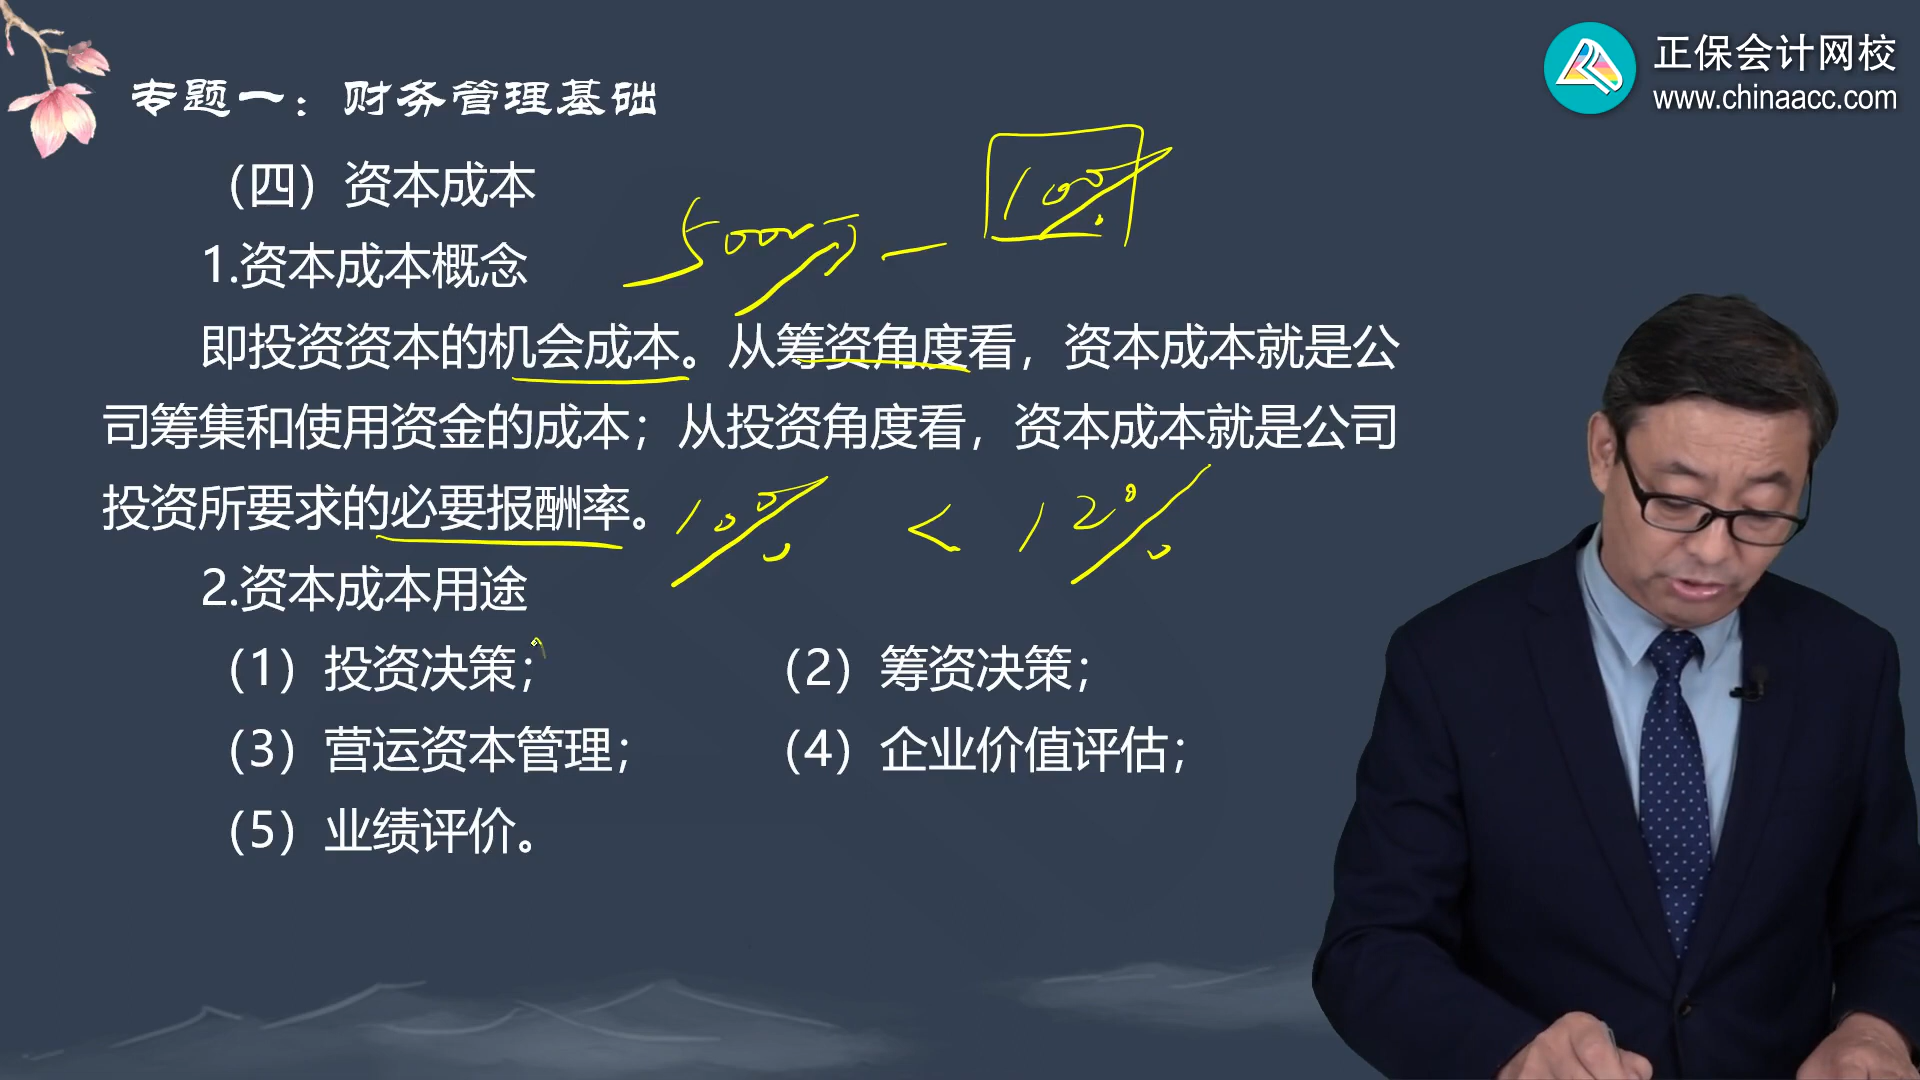 正保会计网校
www.chinaacc.com
专题一：财务管理基础
（四）资本成本
10%
5000万 —
1.资本成本概念
即投资资本的机会成本。从筹资角度看，资本成本就是公
司筹集和使用资金的成本；从投资角度看，资本成本就是公司
投资所要求的必要报酬率。 10% < 12%
2.资本成本用途
（1）投资决策； （2）筹资决策；
（3）营运资本管理； （4）企业价值评估；
（5）业绩评价。